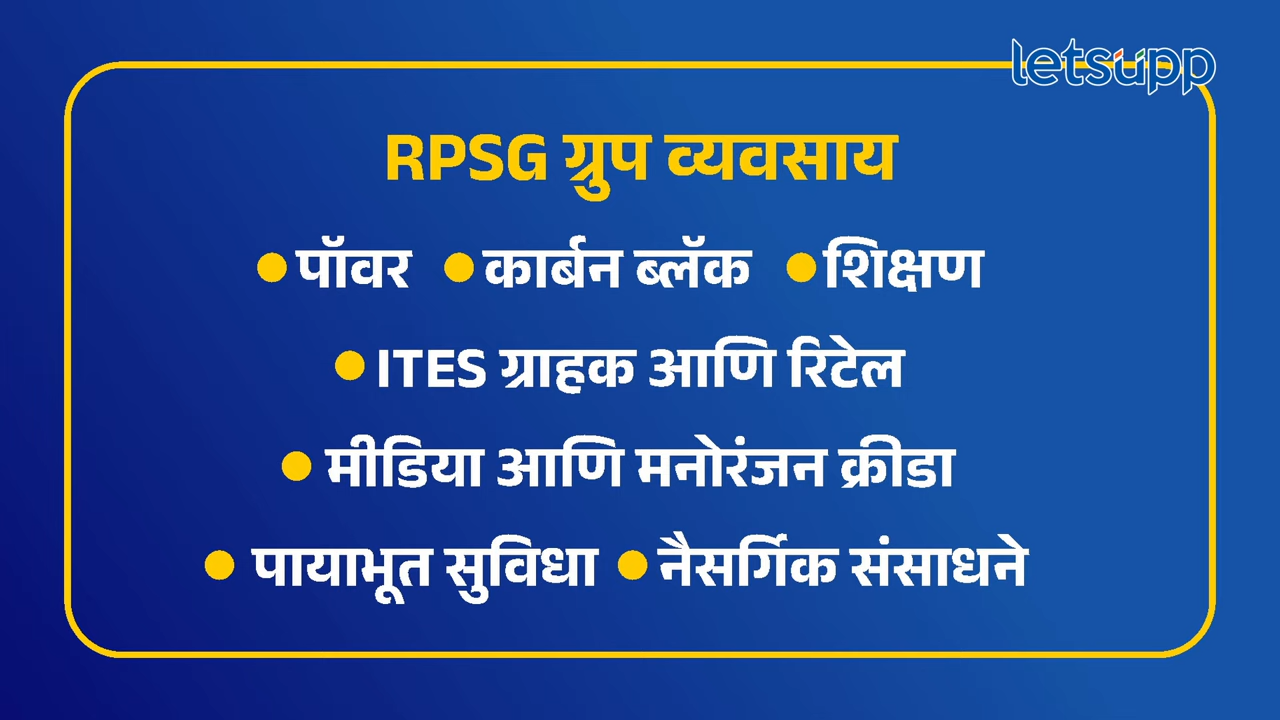 letsupp
RPSG ग्रुप व्यवसाय
● पॉवर ● कार्बन ब्लॅक ● शिक्षण
● ITES ग्राहक आणि रिटेल
● मीडिया आणि मनोरंजन क्रीडा
● पायाभूत सुविधा ● नैसर्गिक संसाधने